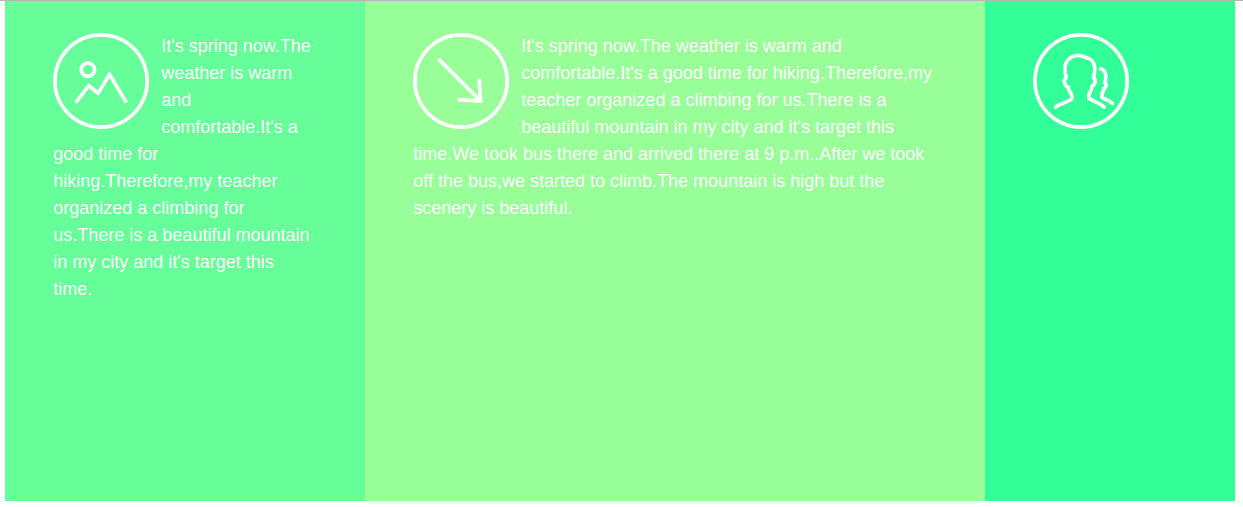 It's spring now.The
weather is warm
and
comfortable.It's a
good time for
hiking.Therefore,my teacher
organized a climbing for
us.There is a beautiful mountain
in my city and it's target this
time.
It's spring now.The weather is warm and
comfortable.It's a good time for hiking.Therefore,my
teacher organized a climbing for us.There is a
beautiful mountain in my city and it's target this
time.We took bus there and arrived there at 9 p.m..After we took
off the bus,we started to climb.The mountain is high but the
scenery is beautiful.